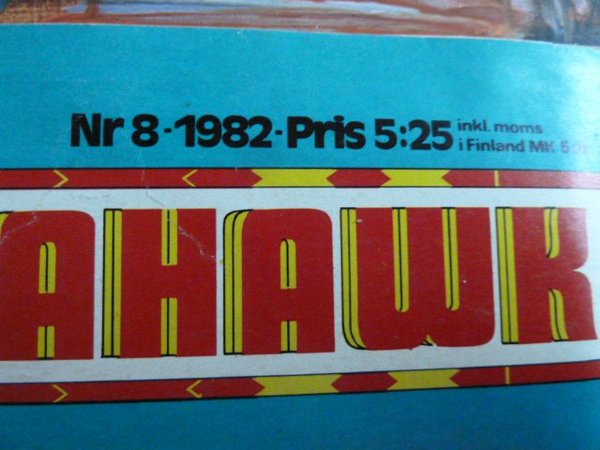 Nr 8-1982-Pris 5:25 inkl. moms
i Finland MK
AHAWK